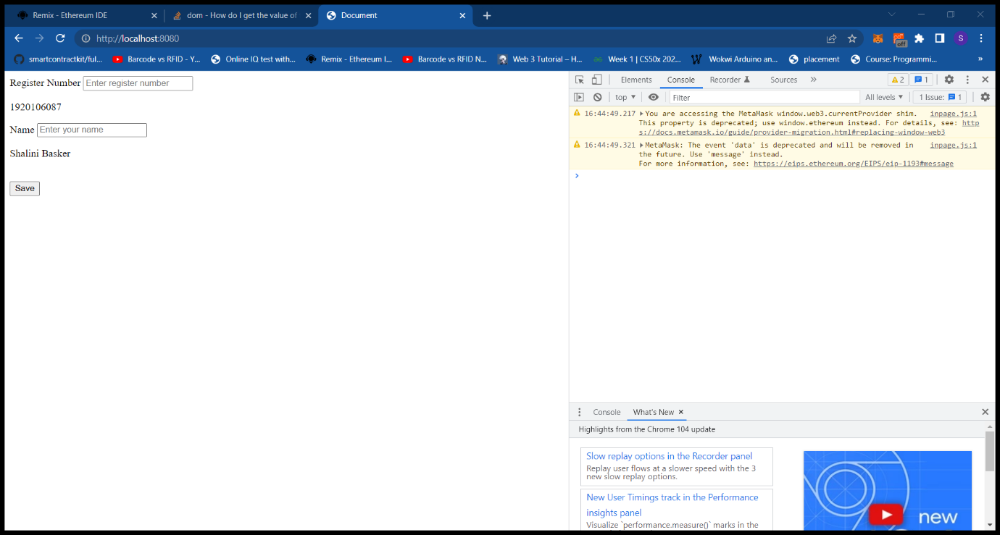 Remix - Ethereum IDE
dom - How do I get the value of
Document
http://localhost:8080
off
S
smartcontractkit/ful...
Barcode vs RFID - Y...
Online IQ test with...
Remix - Ethereum I...
Barcode vs RFID N...
Web 3 Tutorial – H...
Week 1 | CS50x 202...
Wokwi Arduino an...
placement
Course: Programmi...
»
Register Number Enter register number
1920106087
Name Enter your name
Shalini Basker
Save
Elements Console Recorder Sources » 2 1
top Filter All levels 1 Issue: 1
16:44:49.217 You are accessing the MetaMask window.web3.currentProvider shim. inpage.js:1
This property is deprecated; use window.ethereum instead. For details, see: http
s://docs.metamask.io/guide/provider-migration.html#replacing-window-web3
16:44:49.321 MetaMask: The event 'data' is deprecated and will be removed in inpage.js:1
the future. Use 'message' instead.
For more information, see: https://eips.ethereum.org/EIPS/eip-1193#message
Console What's New
Highlights from the Chrome 104 update
Slow replay options in the Recorder panel
Replay user flows at a slower speed with the 3
new slow replay options.
New User Timings track in the Performance
insights panel
Visualize `performance.measure()` marks in the
new